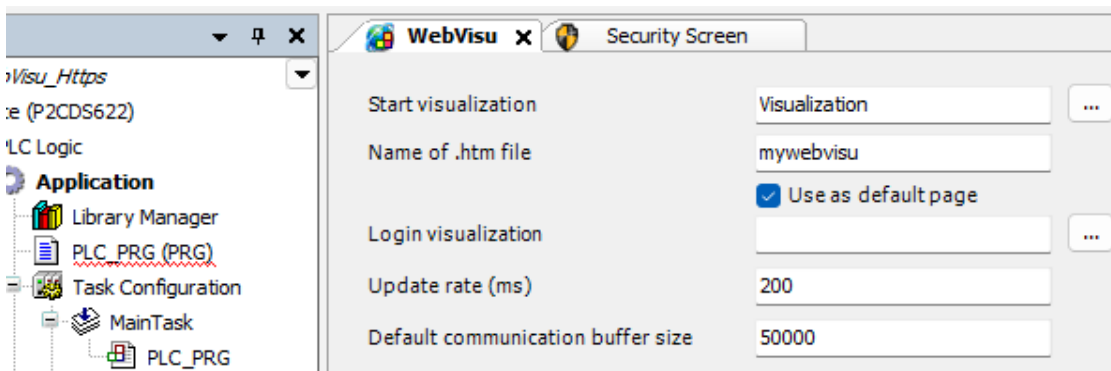 WebVisu
Security Screen
Visu_Https
(P2CDS622)
Logic
Application
Library Manager
PLC_PRG (PRG)
Task Configuration
MainTask
PLC_PRG
Start visualization
Visualization
...
Name of .htm file
mywebvisu
Use as default page
Login visualization
...
Update rate (ms)
200
Default communication buffer size
50000